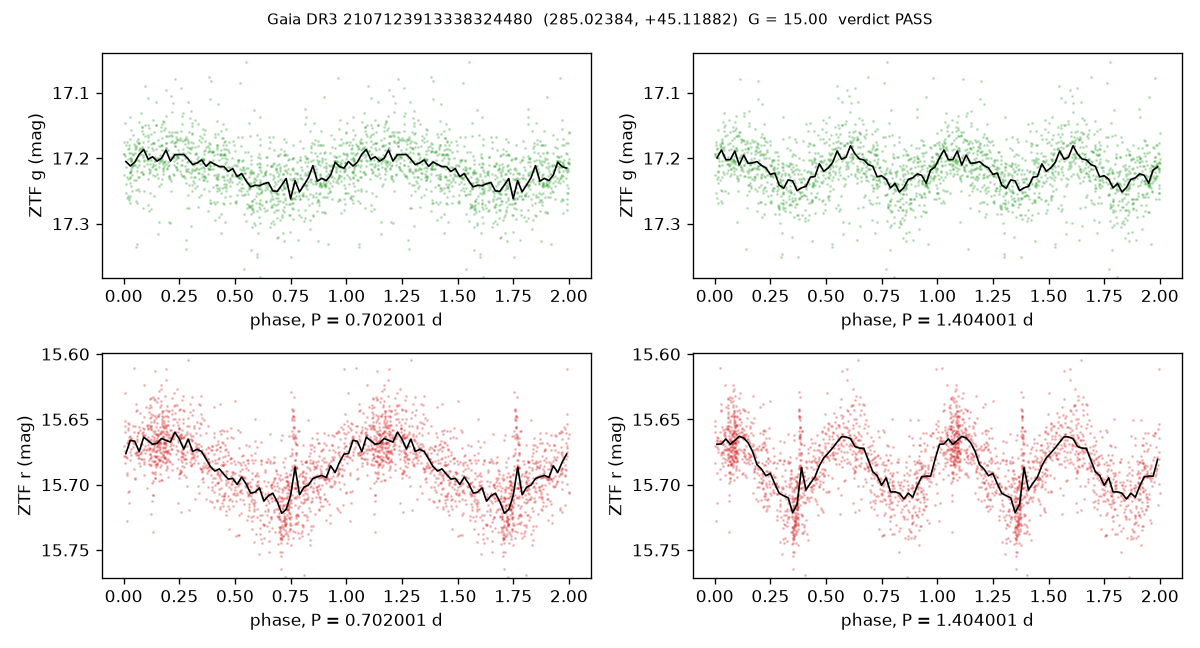 Gaia DR3 2107123913338324480 (285.02384, +45.11882) G = 15.00 verdict PASS
ZTF g (mag)
17.1
17.2
17.3
0.00 0.25 0.50 0.75 1.00 1.25 1.50 1.75 2.00
phase, P = 0.702001 d
ZTF g (mag)
17.1
17.2
17.3
0.00 0.25 0.50 0.75 1.00 1.25 1.50 1.75 2.00
phase, P = 1.404001 d
ZTF r (mag)
15.60
15.65
15.70
15.75
0.00 0.25 0.50 0.75 1.00 1.25 1.50 1.75 2.00
phase, P = 0.702001 d
ZTF r (mag)
15.60
15.65
15.70
15.75
0.00 0.25 0.50 0.75 1.00 1.25 1.50 1.75 2.00
phase, P = 1.404001 d